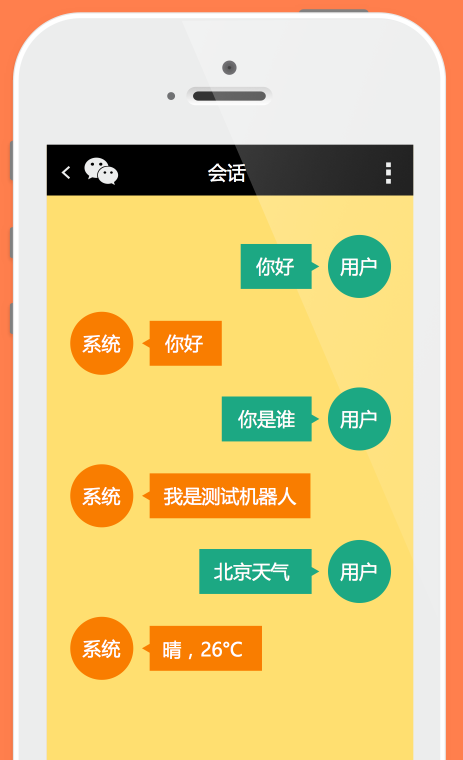 会话
你好 用户
系统 你好
你是谁 用户
系统 我是测试机器人
北京天气 用户
系统 晴，26℃